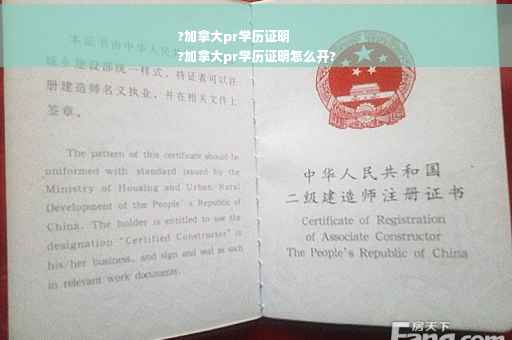 ?加拿大pr学历证明
?加拿大pr学历证明怎么开?
本证书由中华人民共
城乡建设部统一样式，持证者可以注
册建造师名义执业，并在相关文件上
签章。
The pattern of this certificate should be
uniformed with standard issued by the
Ministry of Housing and Urban Rural
Development of the People's Republic of
China. The holder is entitled to use the
designation "Certified Constructor" in
his/her business, and sign and seal as such
in relevant work documents.
中华人民共和国
二级建造师注册证书
Certificate of Registration
of Associate Constructor
The People's Republic of China
房天下
Fang.com